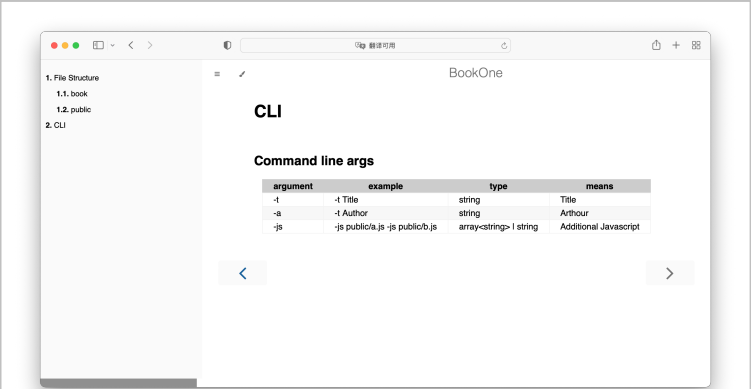 翻译可用
1. File Structure
1.1. book
1.2. public
2. CLI
BookOne
CLI
Command line args
argument example type means
-t -t Title string Title
-a -t Author string Arthour
-js -js public/a.js -js public/b.js array<string> | string Additional Javascript